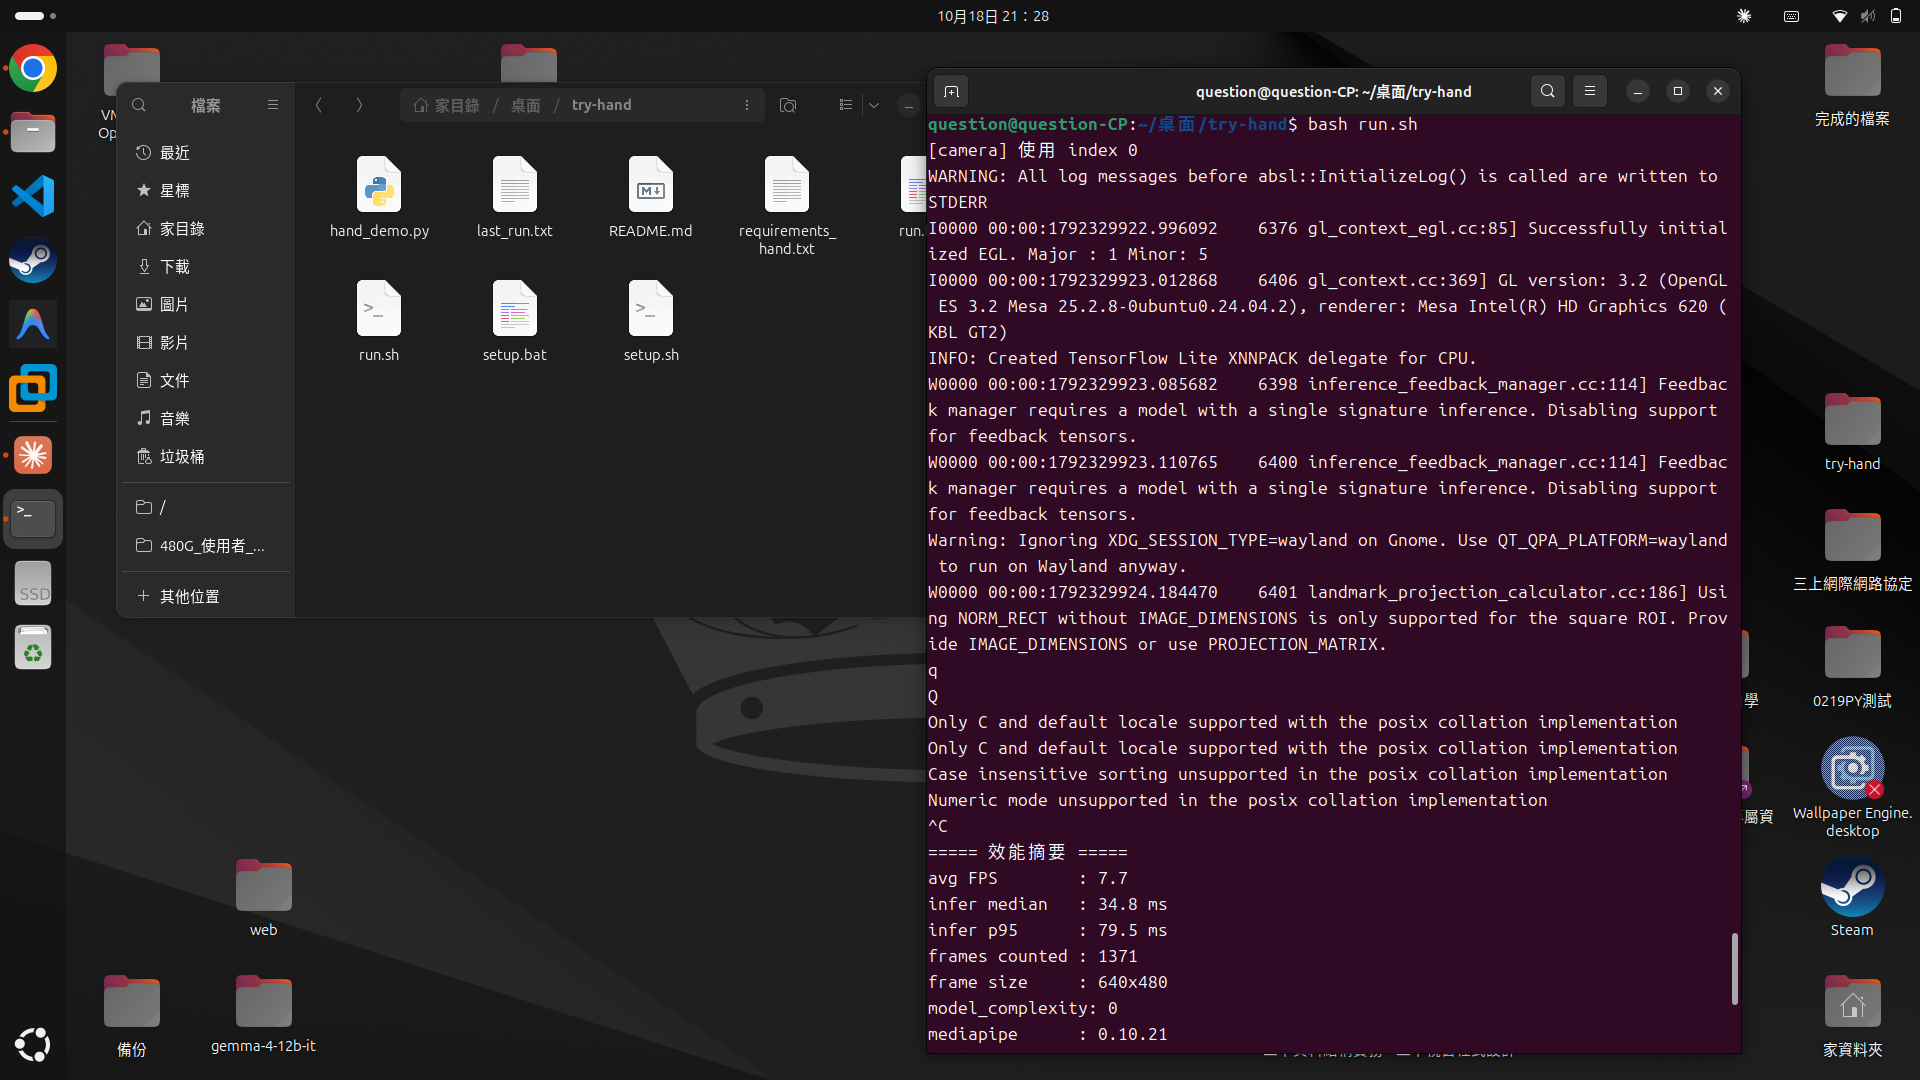 10月18日 21：28
檔案
家目錄 / 桌面 / try-hand
最近
星標
家目錄
下載
圖片
影片
文件
音樂
垃圾桶
/
480G_使用者_...
其他位置
hand_demo.py
last_run.txt
README.md
requirements_
hand.txt
run.
run.sh
setup.bat
setup.sh
question@question-CP: ~/桌面/try-hand
question@question-CP:~/桌面/try-hand$ bash run.sh
[camera] 使用 index 0
WARNING: All log messages before absl::InitializeLog() is called are written to
STDERR
I0000 00:00:1792329922.996092    6376 gl_context_egl.cc:85] Successfully initial
ized EGL. Major : 1 Minor: 5
I0000 00:00:1792329923.012868    6406 gl_context.cc:369] GL version: 3.2 (OpenGL
 ES 3.2 Mesa 25.2.8-0ubuntu0.24.04.2), renderer: Mesa Intel(R) HD Graphics 620 (
KBL GT2)
INFO: Created TensorFlow Lite XNNPACK delegate for CPU.
W0000 00:00:1792329923.085682    6398 inference_feedback_manager.cc:114] Feedbac
k manager requires a model with a single signature inference. Disabling support
for feedback tensors.
W0000 00:00:1792329923.110765    6400 inference_feedback_manager.cc:114] Feedbac
k manager requires a model with a single signature inference. Disabling support
for feedback tensors.
Warning: Ignoring XDG_SESSION_TYPE=wayland on Gnome. Use QT_QPA_PLATFORM=wayland
 to run on Wayland anyway.
W0000 00:00:1792329924.184470    6401 landmark_projection_calculator.cc:186] Usi
ng NORM_RECT without IMAGE_DIMENSIONS is only supported for the square ROI. Prov
ide IMAGE_DIMENSIONS or use PROJECTION_MATRIX.
q
Q
Only C and default locale supported with the posix collation implementation
Only C and default locale supported with the posix collation implementation
Case insensitive sorting unsupported in the posix collation implementation
Numeric mode unsupported in the posix collation implementation
^C
===== 效能摘要 =====
avg FPS        : 7.7
infer median   : 34.8 ms
infer p95      : 79.5 ms
frames counted : 1371
frame size     : 640x480
model_complexity: 0
mediapipe      : 0.10.21
VM
Op
SSD
web
備份
gemma-4-12b-it
完成的檔案
try-hand
三上網際網路協定
學
0219PY測試
屬資
Wallpaper Engine.
desktop
Steam
家資料夾